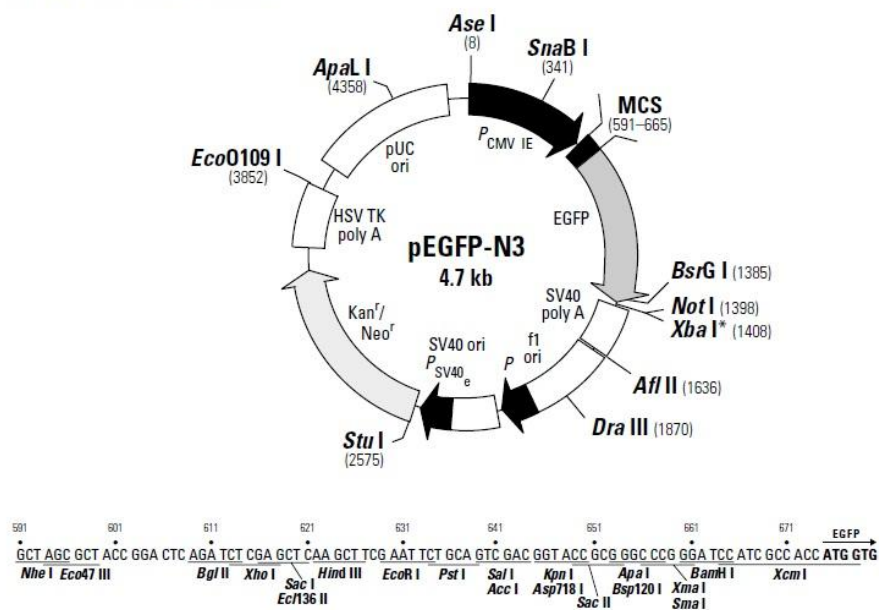 Ase I
(8)
SnaB I
(341)
ApaL I
(4358)
MCS
(591–665)
PCMV IE
pUC
ori
EcoO109 I
(3852)
HSV TK
poly A
EGFP
pEGFP-N3
4.7 kb
BsrG I (1385)
Not I (1398)
Xba I* (1408)
SV40
poly A
Kanr/
Neor
SV40 ori
PSV40e
P
f1
ori
Afl II (1636)
Dra III (1870)
Stu I
(2575)
591 601 611 621 631 641 651 661 671 EGFP
GCT AGC GCT ACC GGA CTC AGA TCT CGA GCT CAA GCT TCG AAT TCT GCA GTC GAC GGT ACC GCG GGC CCG GGA TCC ATC GCC ACC ATG GTG
Nhe I Eco47 III Bgl II Xho I Hind III EcoR I Pst I Sal I Kpn I Apa I BamH I Xcm I
Sac I Acc I Asp718 I Bsp120 I
Ecl136 II Sac II Xma I
Sma I